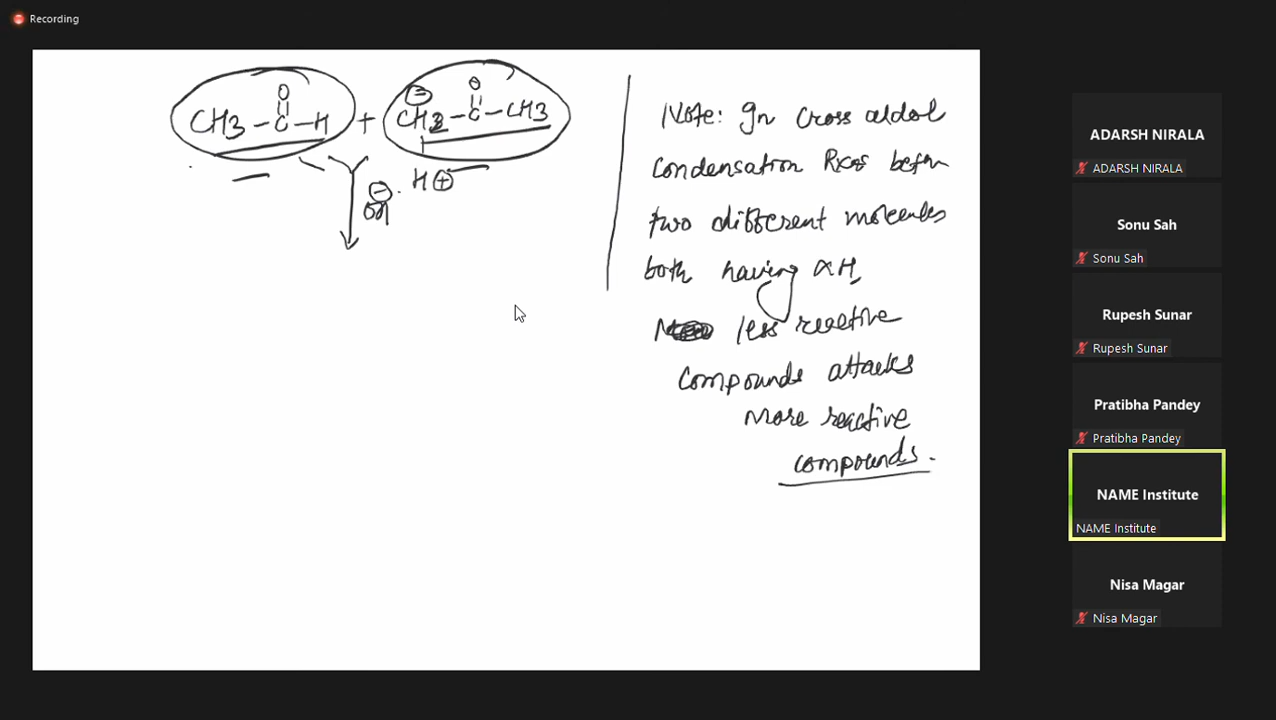 Recording
O O
CH3 - C - H + CH2 - C - CH3
H +
OH
Note: In cross aldol
condensation Rxns betn
two different molecules
both having αH,
less reactive
compounds attacks
more reactive
compounds.
ADARSH NIRALA
ADARSH NIRALA
Sonu Sah
Sonu Sah
Rupesh Sunar
Rupesh Sunar
Pratibha Pandey
Pratibha Pandey
NAME Institute
NAME Institute
Nisa Magar
Nisa Magar